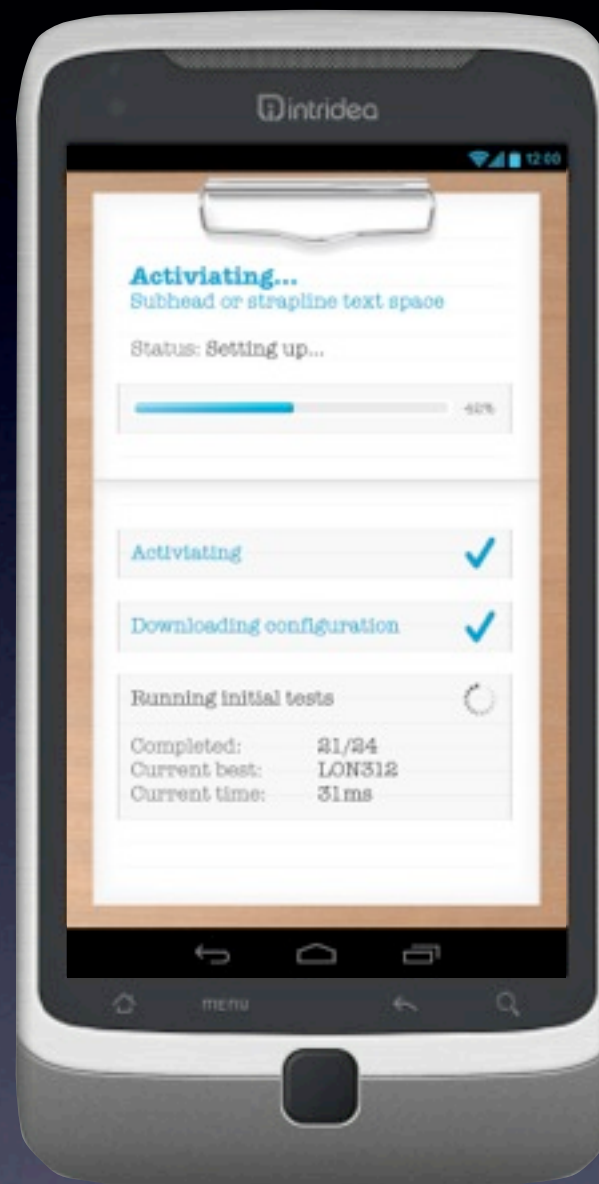 intridea
12:00
Activiating...
Subhead or strapline text space
Status: Setting up...
42%
Activiating
Downloading configuration
Running initial tests
Completed: 21/24
Current best: LON312
Current time: 31ms
MENU